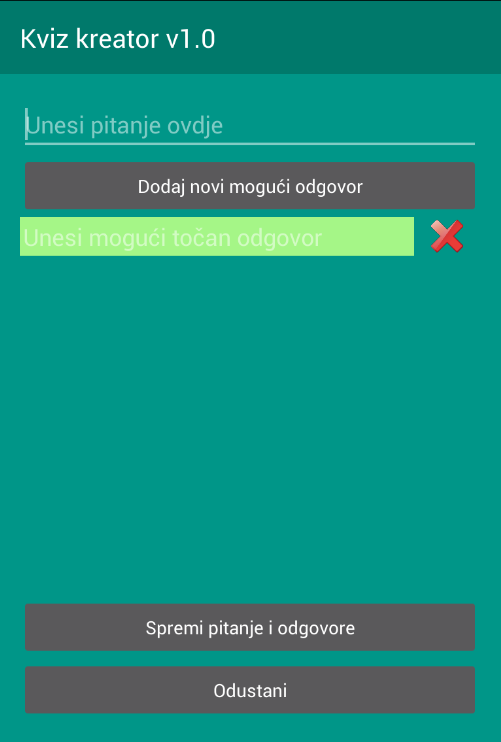 Kviz kreator v1.0
Unesi pitanje ovdje
Dodaj novi mogući odgovor
Unesi mogući točan odgovor
Spremi pitanje i odgovore
Odustani